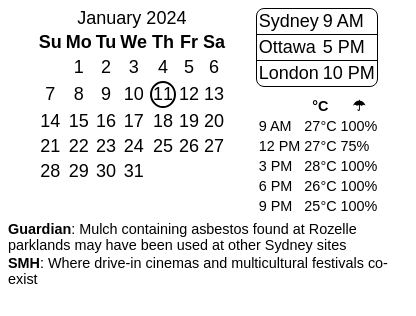 January 2024
Su Mo Tu We Th Fr Sa
1 2 3 4 5 6
7 8 9 10 11 12 13
14 15 16 17 18 19 20
21 22 23 24 25 26 27
28 29 30 31
Sydney 9 AM
Ottawa 5 PM
London 10 PM
°C ☂
9 AM 27°C 100%
12 PM 27°C 75%
3 PM 28°C 100%
6 PM 26°C 100%
9 PM 25°C 100%
Guardian: Mulch containing asbestos found at Rozelle
parklands may have been used at other Sydney sites
SMH: Where drive-in cinemas and multicultural festivals co-
exist